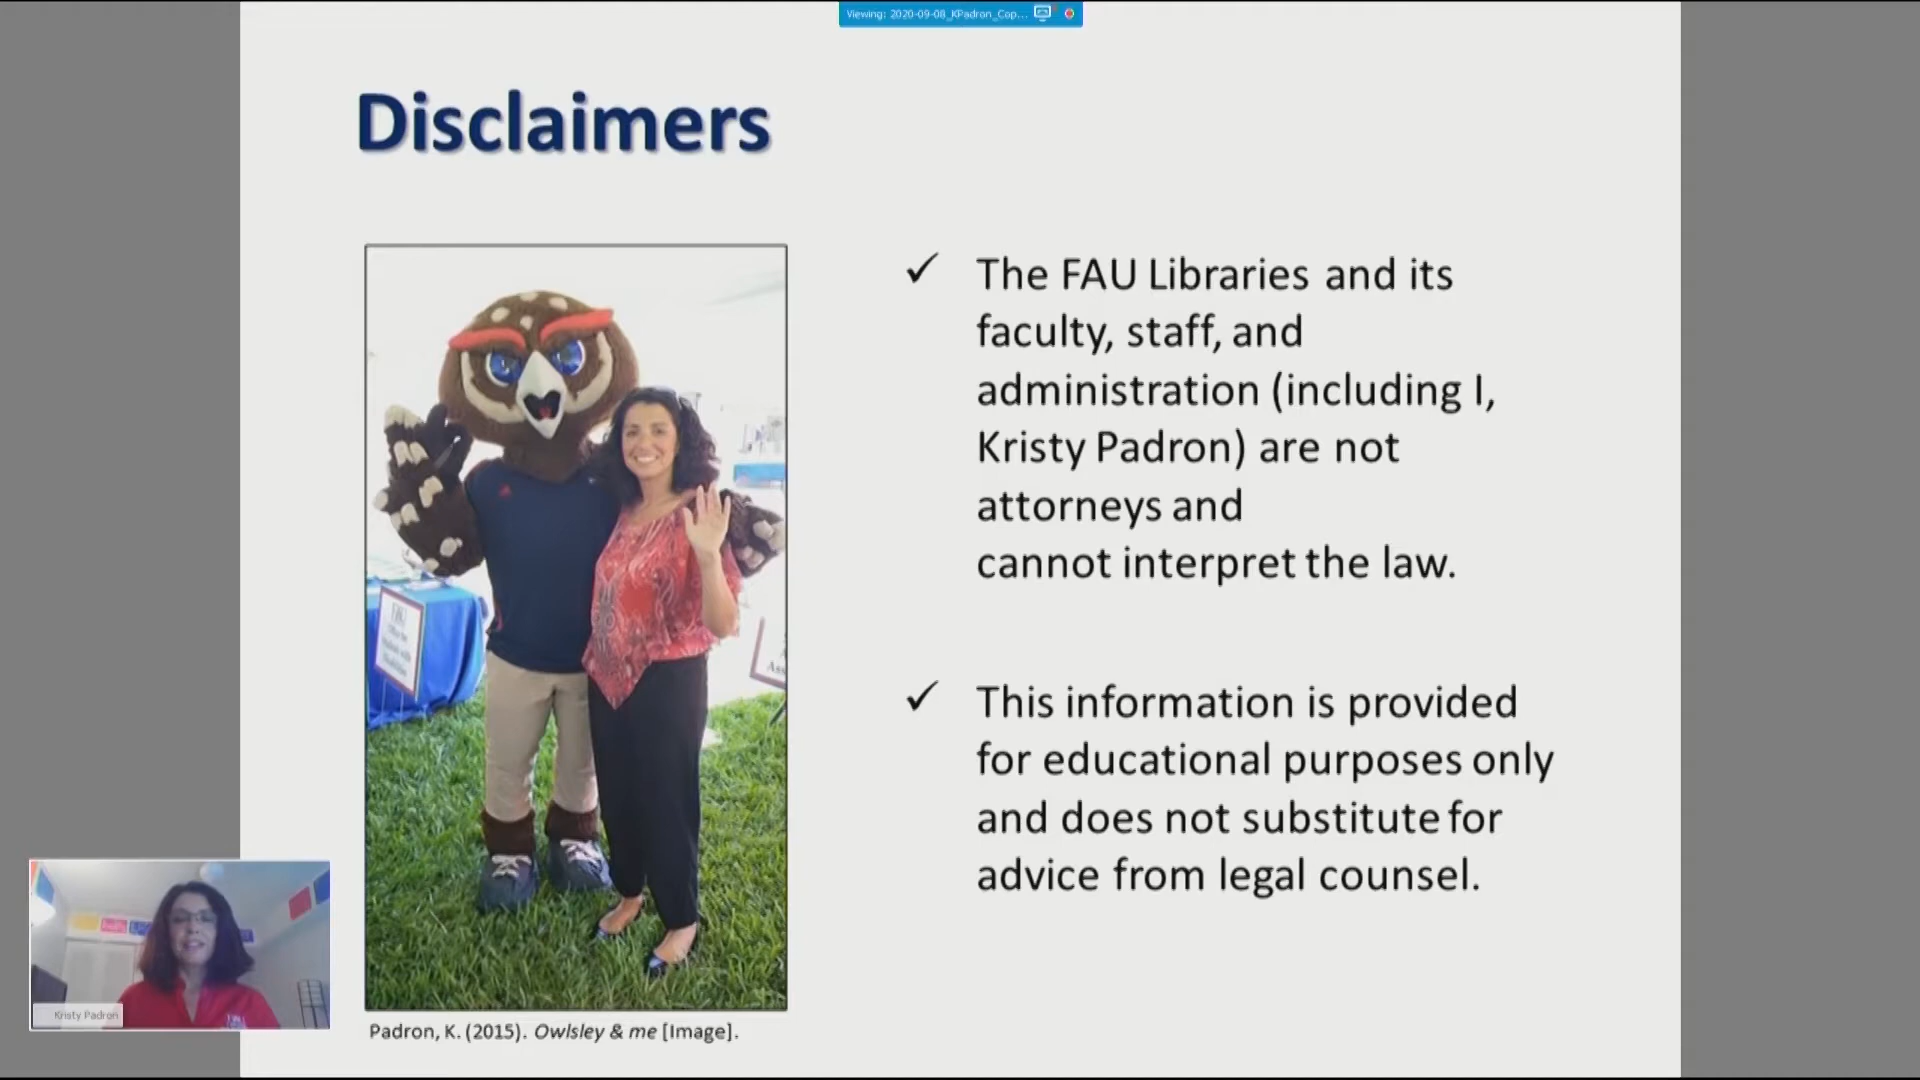 Viewing: 2020-09-08_KPadron_Cop...
Disclaimers
✓ The FAU Libraries and its
faculty, staff, and
administration (including I,
Kristy Padron) are not
attorneys and
cannot interpret the law.
✓ This information is provided
for educational purposes only
and does not substitute for
advice from legal counsel.
Padron, K. (2015). Owlsley & me [Image].
Kristy Padron